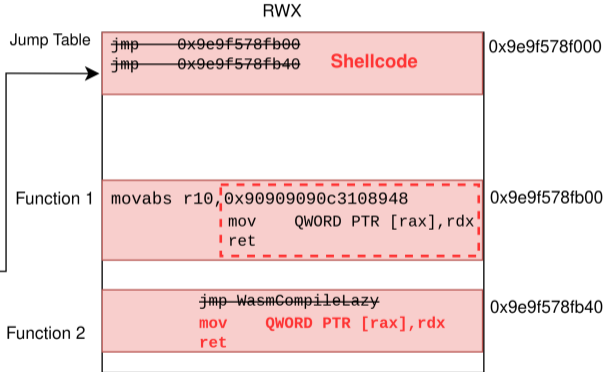 RWX
Jump Table
jmp 0x9e9f578fb00
jmp 0x9e9f578fb40
Shellcode
0x9e9f578f000
Function 1
movabs r10,0x90909090c3108948
mov QWORD PTR [rax],rdx
ret
0x9e9f578fb00
Function 2
jmp WasmCompileLazy
mov QWORD PTR [rax],rdx
ret
0x9e9f578fb40